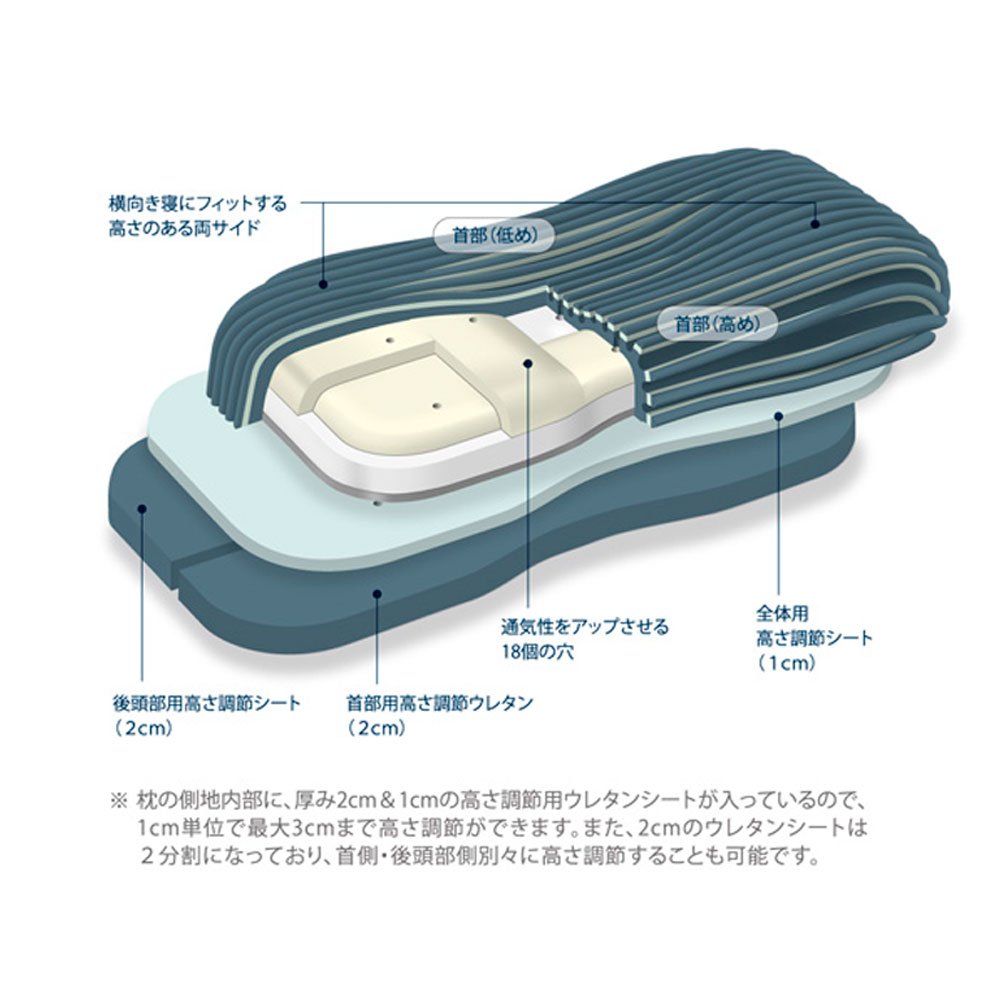 横向き寝にフィットする
高さのある両サイド
首部（低め）
首部（高め）
通気性をアップさせる
18個の穴
全体用
高さ調節シート
（1cm）
後頭部用高さ調節シート
（2cm）
首部用高さ調節ウレタン
（2cm）
※ 枕の側地内部に、厚み2cm＆1cmの高さ調節用ウレタンシートが入っているので、
1cm単位で最大3cmまで高さ調節ができます。また、2cmのウレタンシートは
２分割になっており、首側・後頭部側別々に高さ調節することも可能です。